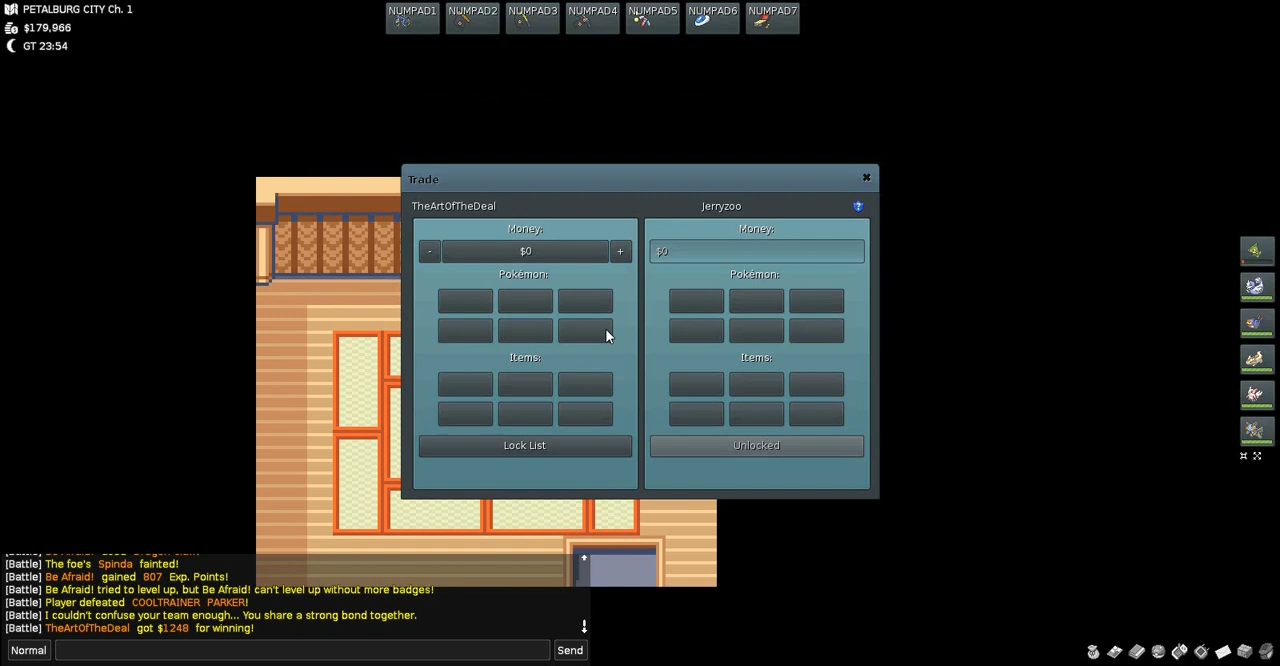 PETALBURG CITY Ch. 1
$179,966
GT 23:54
NUMPAD1 NUMPAD2 NUMPAD3 NUMPAD4 NUMPAD5 NUMPAD6 NUMPAD7
Trade
TheArtOfTheDeal Jerryzoo ?
Money: Money:
- $0 + $0
Pokémon: Pokémon:
Items: Items:
Lock List Unlocked
[Battle] The foe's Spinda fainted!
[Battle] Be Afraid! gained 807 Exp. Points!
[Battle] Be Afraid! tried to level up, but Be Afraid! can't level up without more badges!
[Battle] Player defeated COOLTRAINER PARKER!
[Battle] I couldn't confuse your team enough... You share a strong bond together.
[Battle] TheArtOfTheDeal got $1248 for winning!
Normal Send